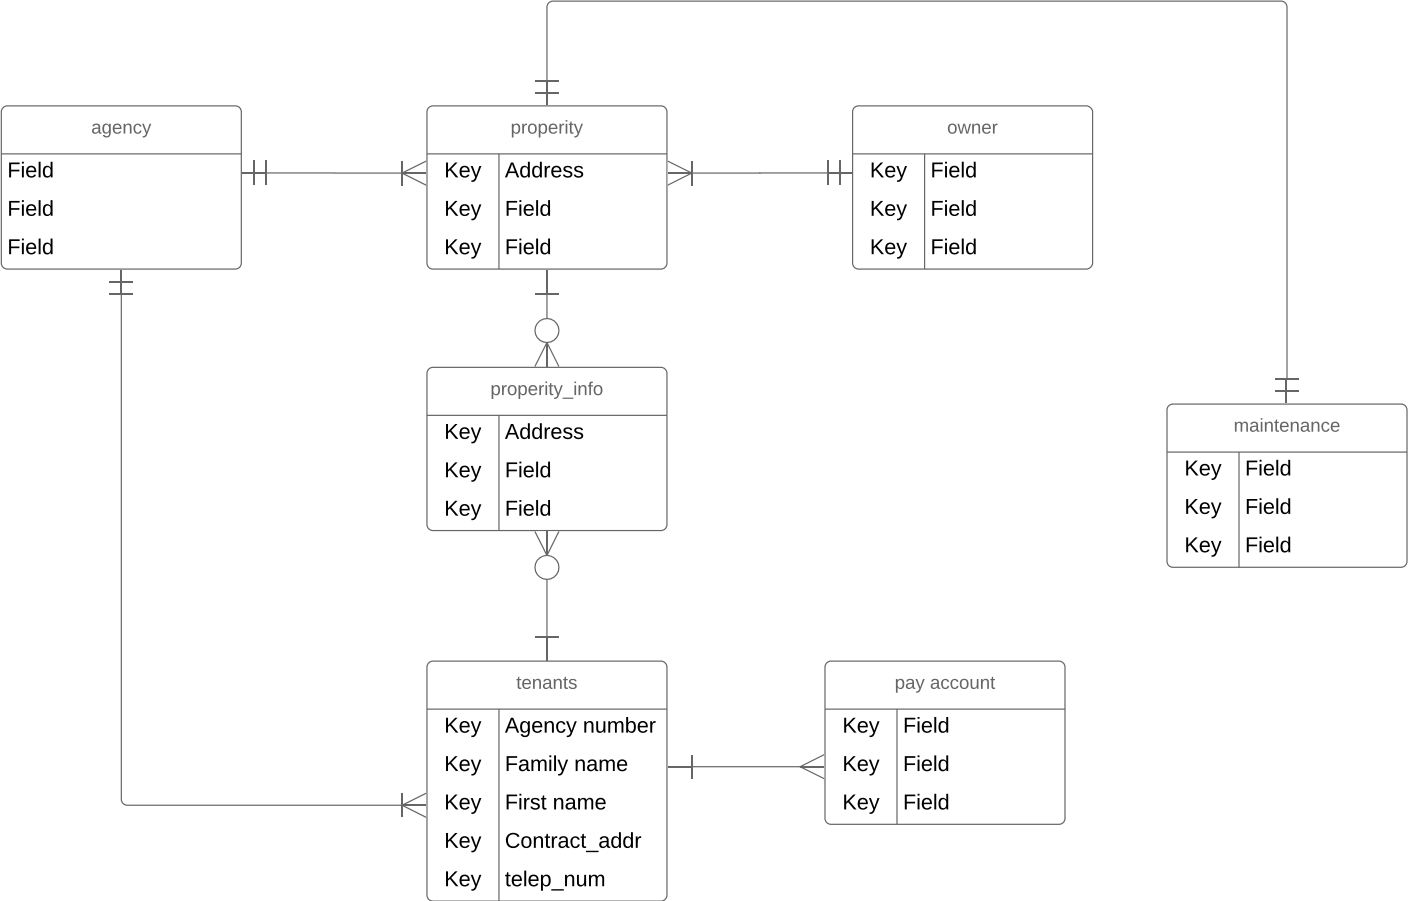 agency
Field
Field
Field
properity
Key Address
Key Field
Key Field
owner
Key Field
Key Field
Key Field
properity_info
Key Address
Key Field
Key Field
maintenance
Key Field
Key Field
Key Field
tenants
Key Agency number
Key Family name
Key First name
Key Contract_addr
Key telep_num
pay account
Key Field
Key Field
Key Field